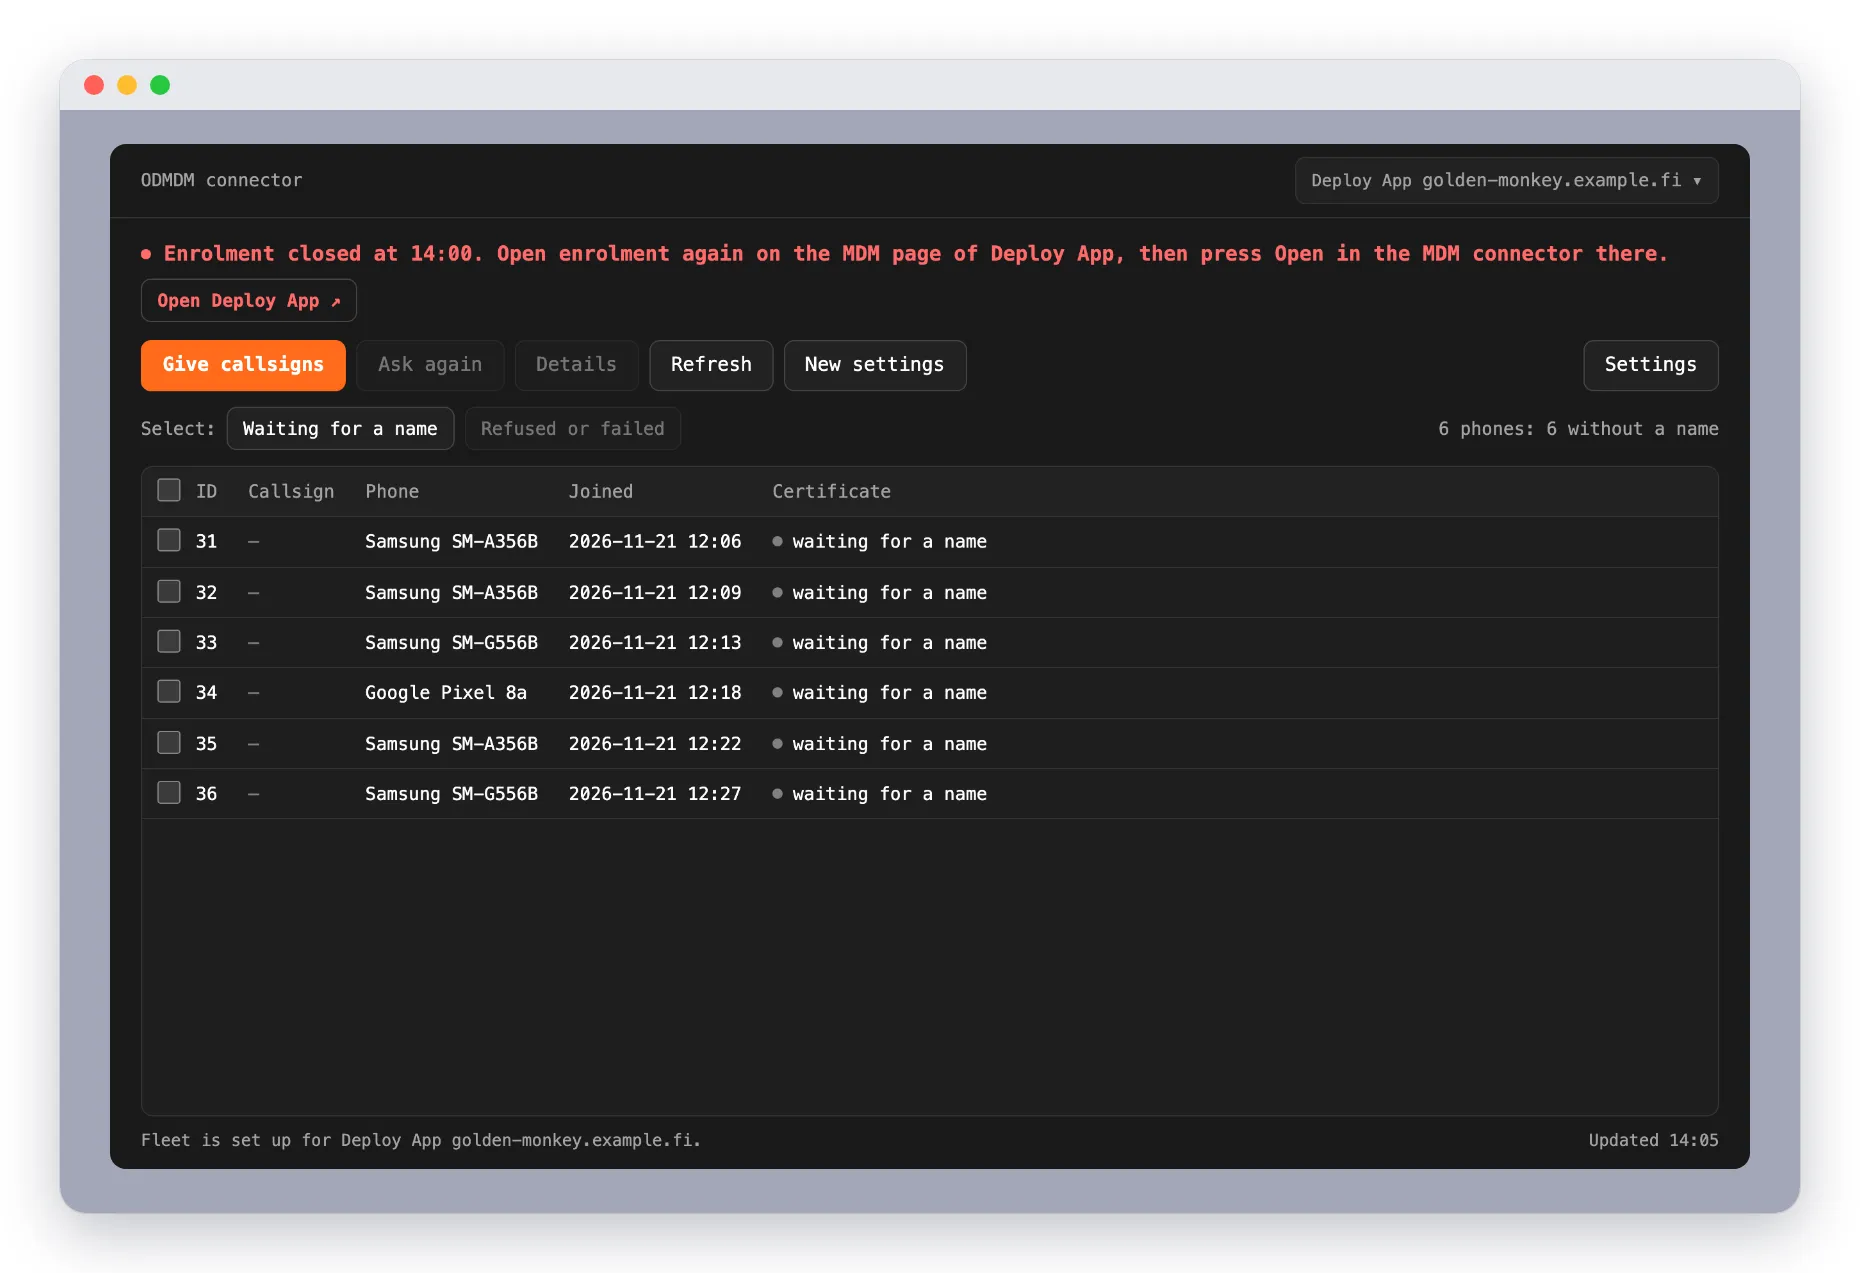 ODMDM connector
Deploy App golden-monkey.example.fi ▾
● Enrolment closed at 14:00. Open enrolment again on the MDM page of Deploy App, then press Open in the MDM connector there.
Open Deploy App ↗
Give callsigns Ask again Details Refresh New settings Settings
Select: Waiting for a name Refused or failed 6 phones: 6 without a name
ID Callsign Phone Joined Certificate
31 — Samsung SM-A356B 2026-11-21 12:06 ● waiting for a name
32 — Samsung SM-A356B 2026-11-21 12:09 ● waiting for a name
33 — Samsung SM-G556B 2026-11-21 12:13 ● waiting for a name
34 — Google Pixel 8a 2026-11-21 12:18 ● waiting for a name
35 — Samsung SM-A356B 2026-11-21 12:22 ● waiting for a name
36 — Samsung SM-G556B 2026-11-21 12:27 ● waiting for a name
Fleet is set up for Deploy App golden-monkey.example.fi. Updated 14:05